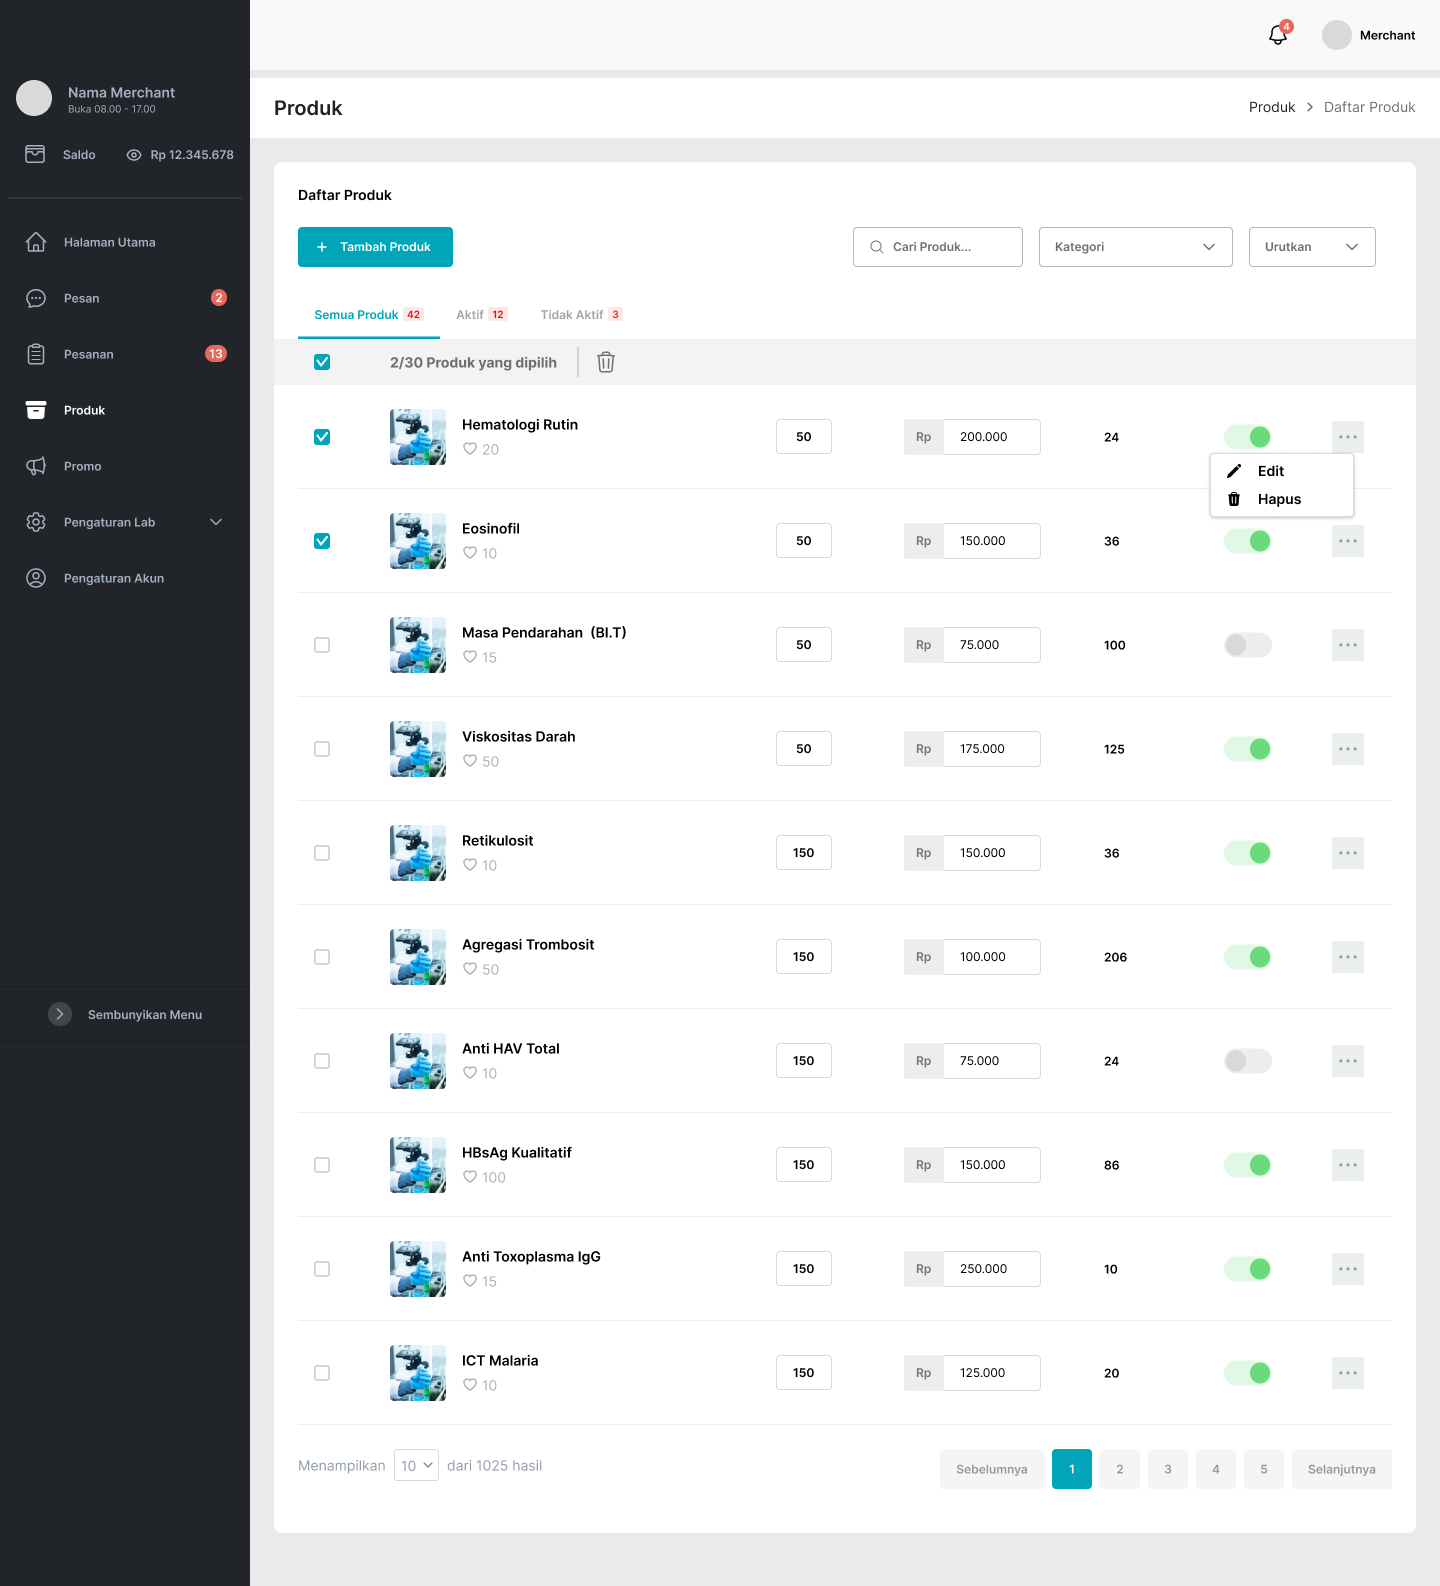 4
Merchant
Nama Merchant
Buka 08.00 - 17.00
Saldo
Rp 12.345.678
Halaman Utama
Pesan
2
Pesanan
13
Produk
Promo
Pengaturan Lab
Pengaturan Akun
Sembunyikan Menu
Produk
Produk
Daftar Produk
Daftar Produk
+ Tambah Produk
Cari Produk...
Kategori
Urutkan
Semua Produk 42
Aktif 12
Tidak Aktif 3
2/30 Produk yang dipilih
Hematologi Rutin
20
50
Rp 200.000
24
Edit
Hapus
Eosinofil
10
50
Rp 150.000
36
Masa Pendarahan (Bl.T)
15
50
Rp 75.000
100
Viskositas Darah
50
50
Rp 175.000
125
Retikulosit
10
150
Rp 150.000
36
Agregasi Trombosit
50
150
Rp 100.000
206
Anti HAV Total
10
150
Rp 75.000
24
HBsAg Kualitatif
100
150
Rp 150.000
86
Anti Toxoplasma IgG
15
150
Rp 250.000
10
ICT Malaria
10
150
Rp 125.000
20
Menampilkan 10 dari 1025 hasil
Sebelumnya 1 2 3 4 5 Selanjutnya